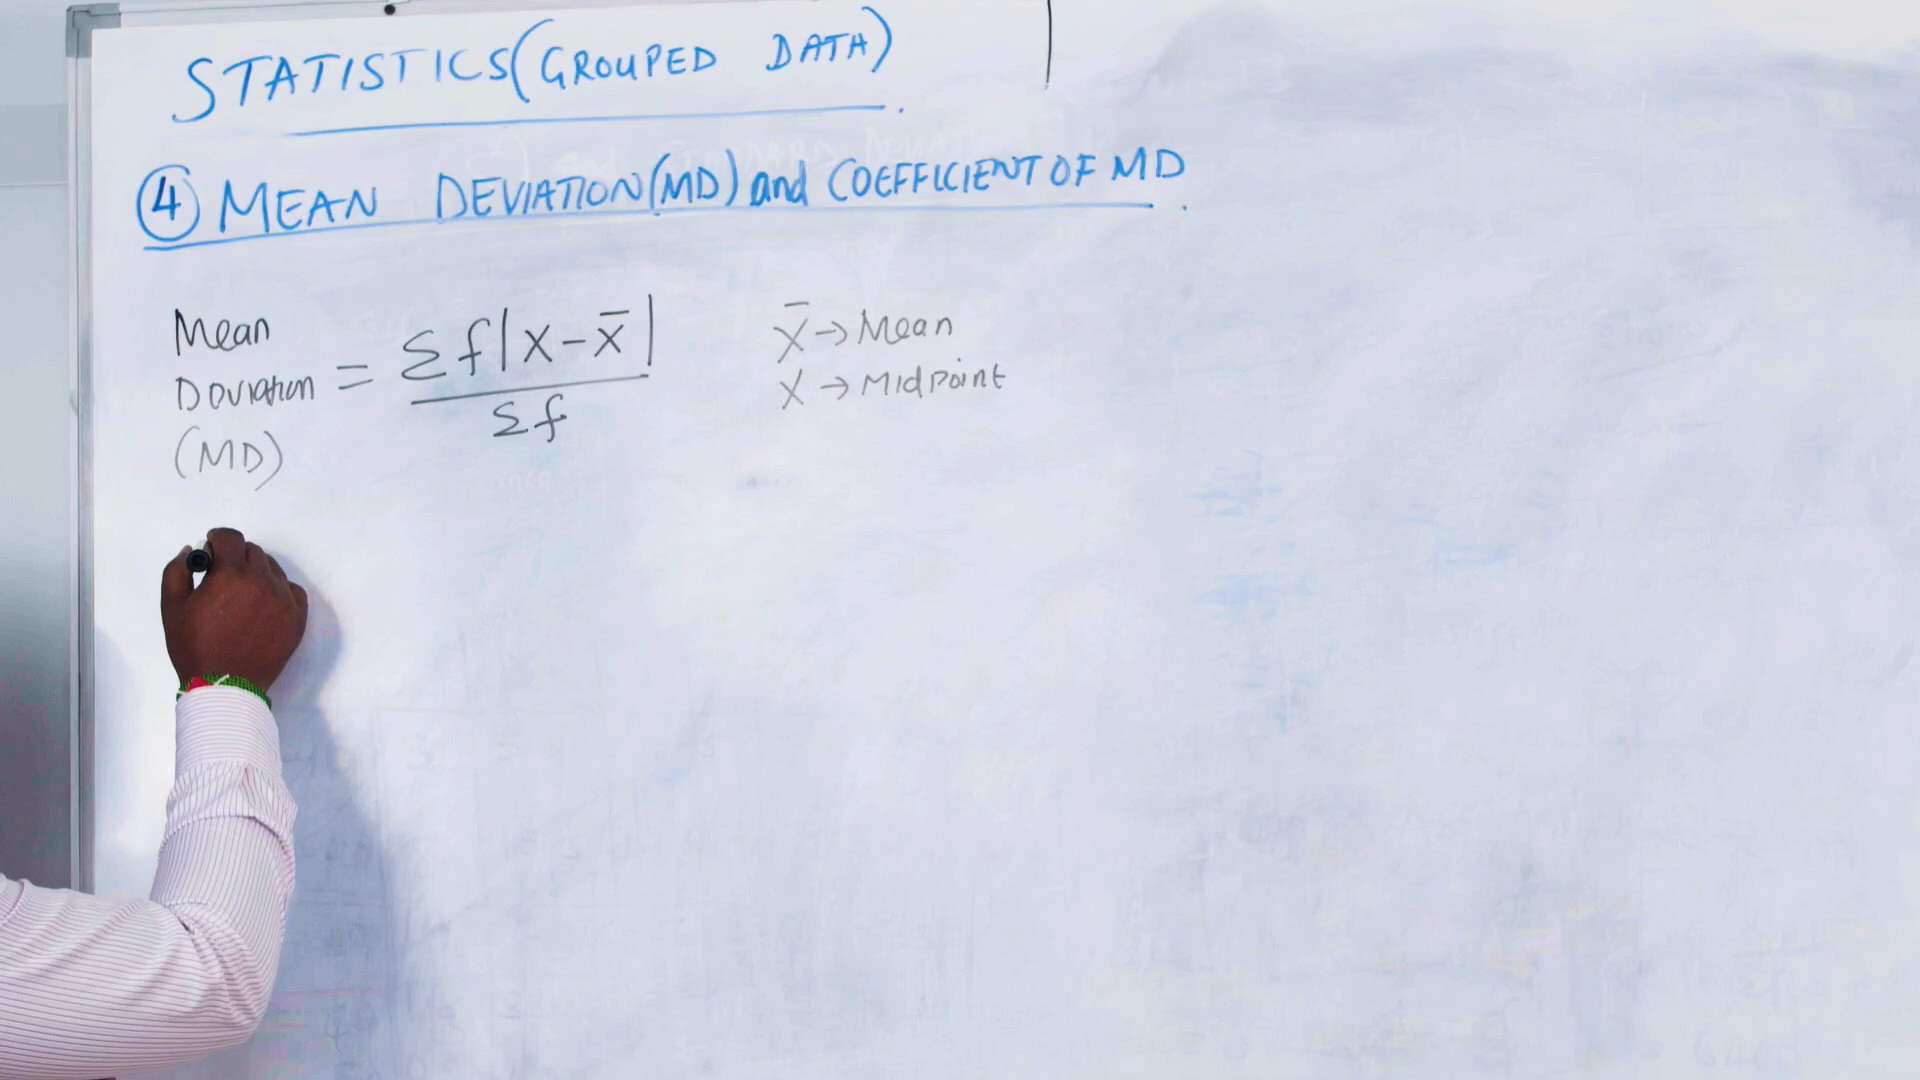 STATISTICS (GROUPED DATA)
④ MEAN DEVIATION (MD) and COEFFICIENT OF MD
Mean Deviation (MD) = Σf|x-x̄| / Σf
x̄ → Mean
x → Midpoint